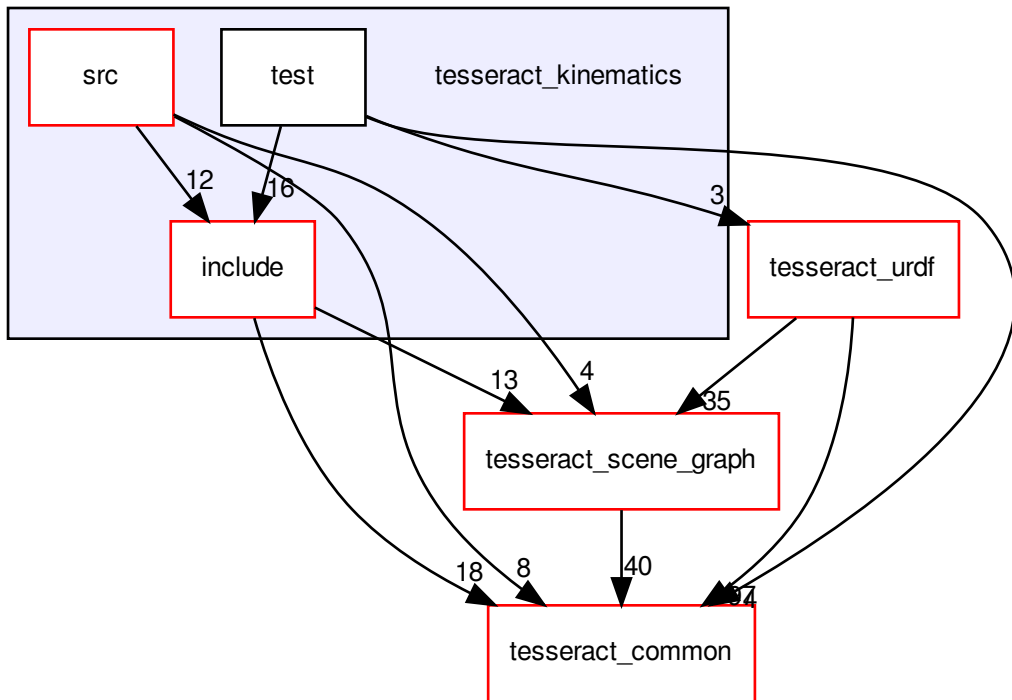 src
test
tesseract_kinematics
12
16
3
include
tesseract_urdf
13
4
35
tesseract_scene_graph
18
8
40
tesseract_common